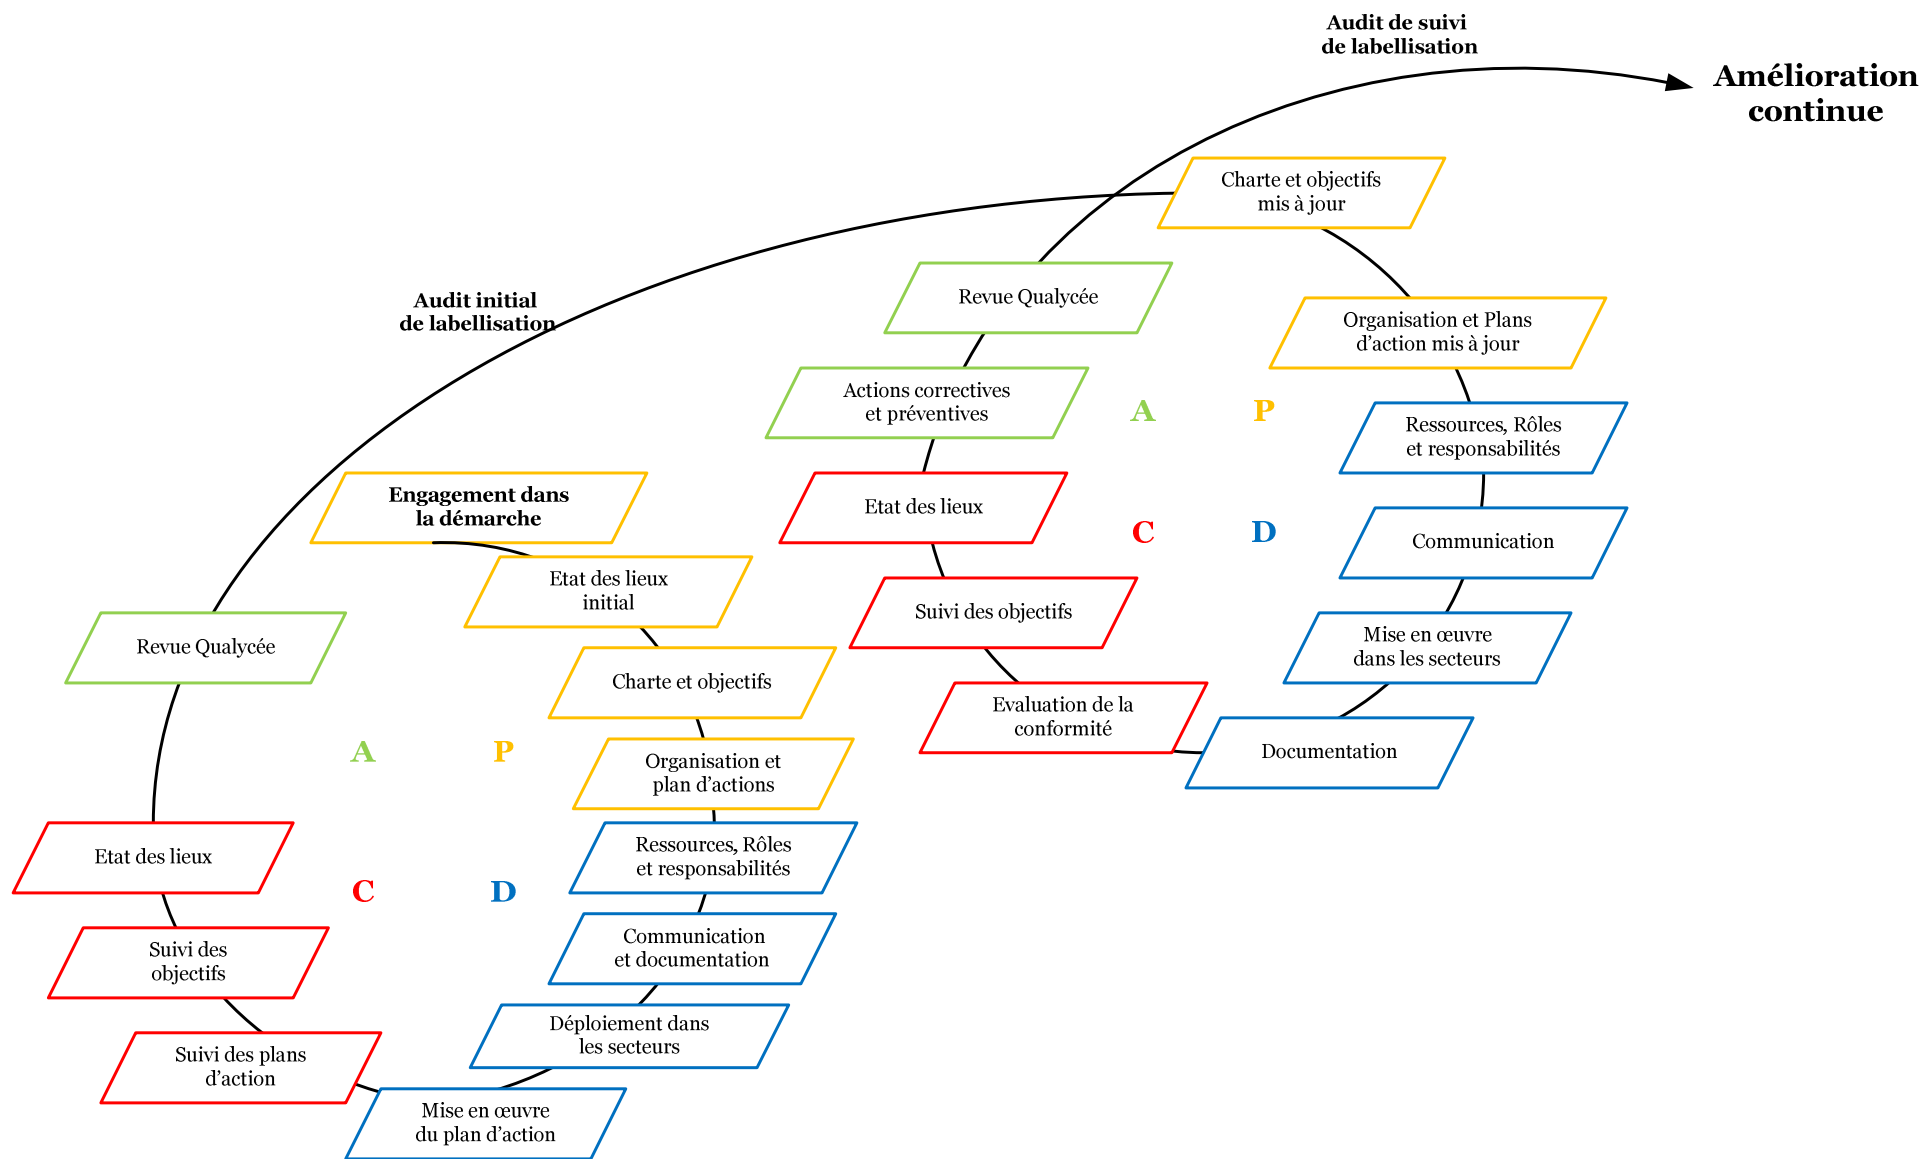 Audit de suivi
de labellisation
Amélioration
continue
Charte et objectifs
mis à jour
Audit initial
de labellisation
Revue Qualycée
Organisation et Plans
d’action mis à jour
Actions correctives
et préventives
A
P
Ressources, Rôles
et responsabilités
Engagement dans
la démarche
Etat des lieux
C
D
Communication
Etat des lieux
initial
Suivi des objectifs
Mise en œuvre
dans les secteurs
Revue Qualycée
Charte et objectifs
Evaluation de la
conformité
Documentation
A
P
Organisation et
plan d’actions
Etat des lieux
Ressources, Rôles
et responsabilités
C
D
Suivi des
objectifs
Communication
et documentation
Déploiement dans
les secteurs
Suivi des plans
d’action
Mise en œuvre
du plan d’action